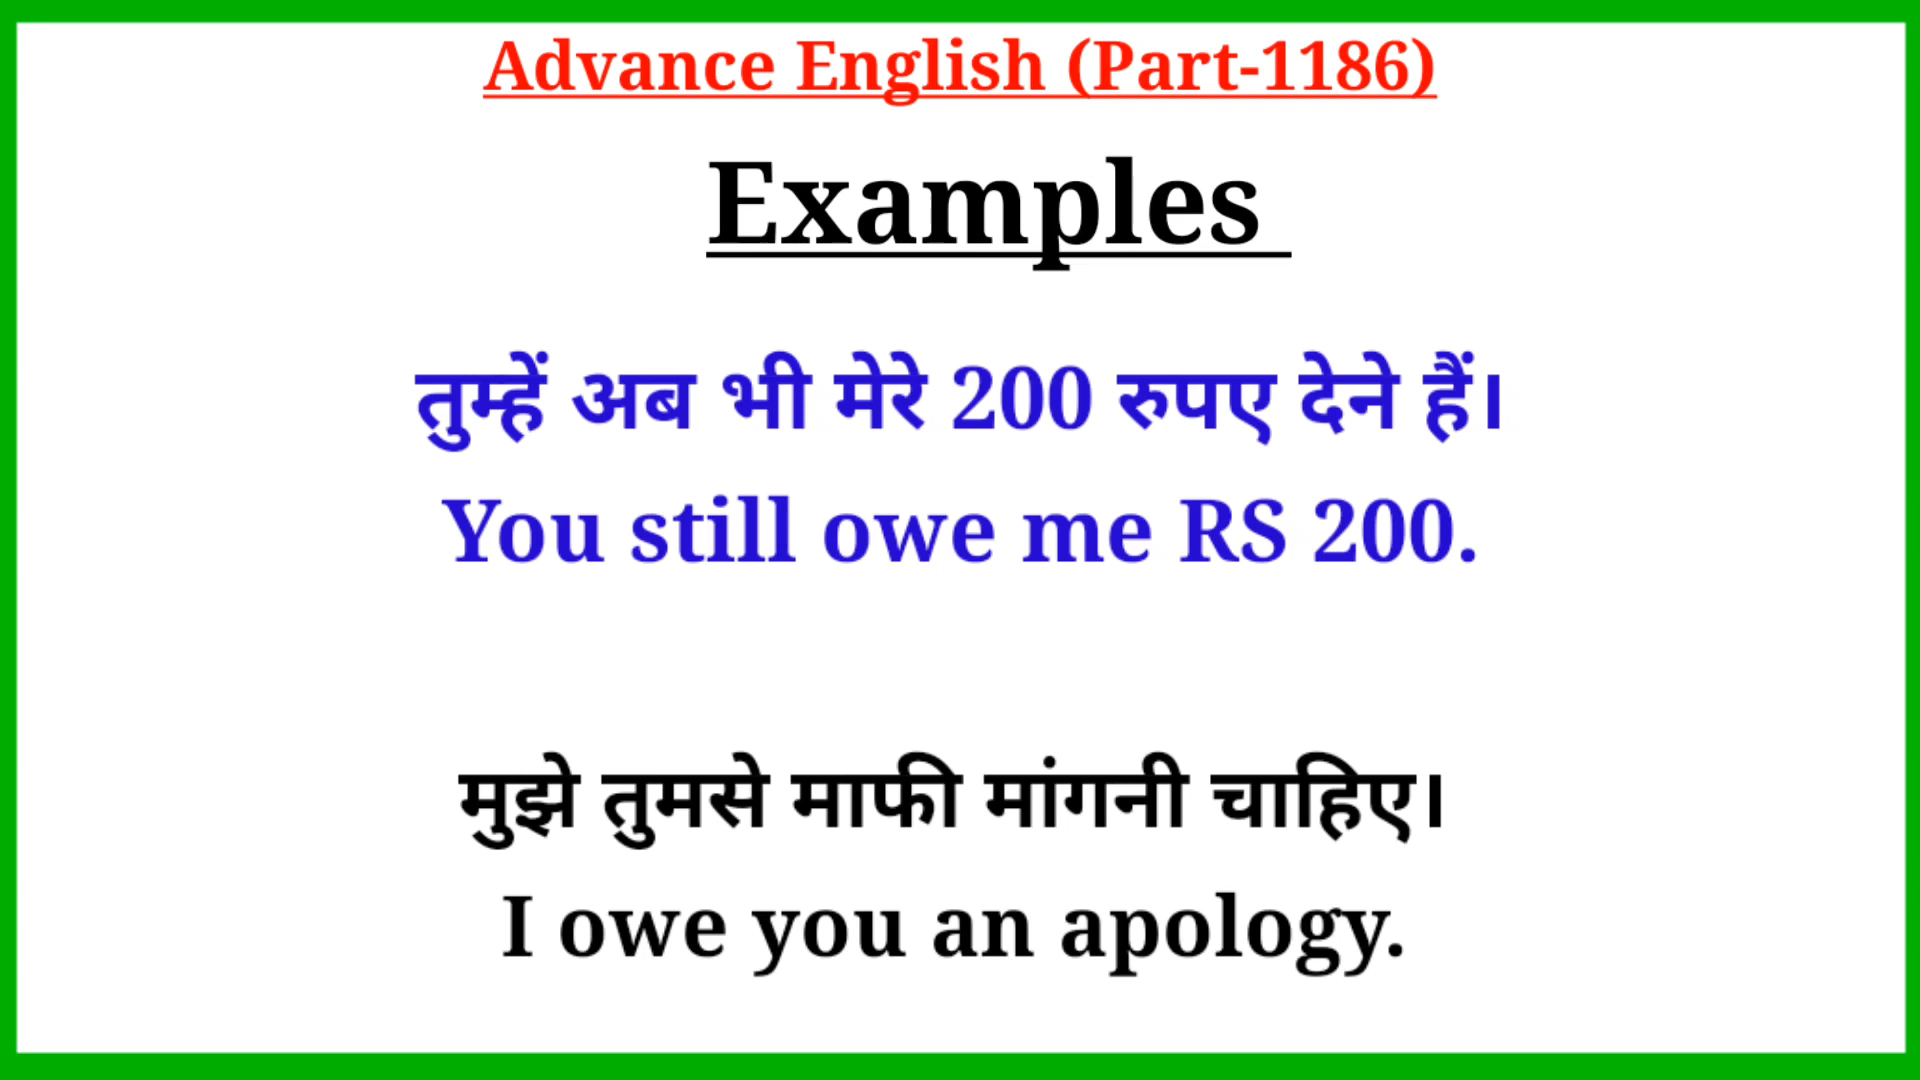 Advance English (Part-1186)
Examples
तुम्हें अब भी मेरे 200 रुपए देने हैं।
You still owe me RS 200.
मुझे तुमसे माफी मांगनी चाहिए।
I owe you an apology.